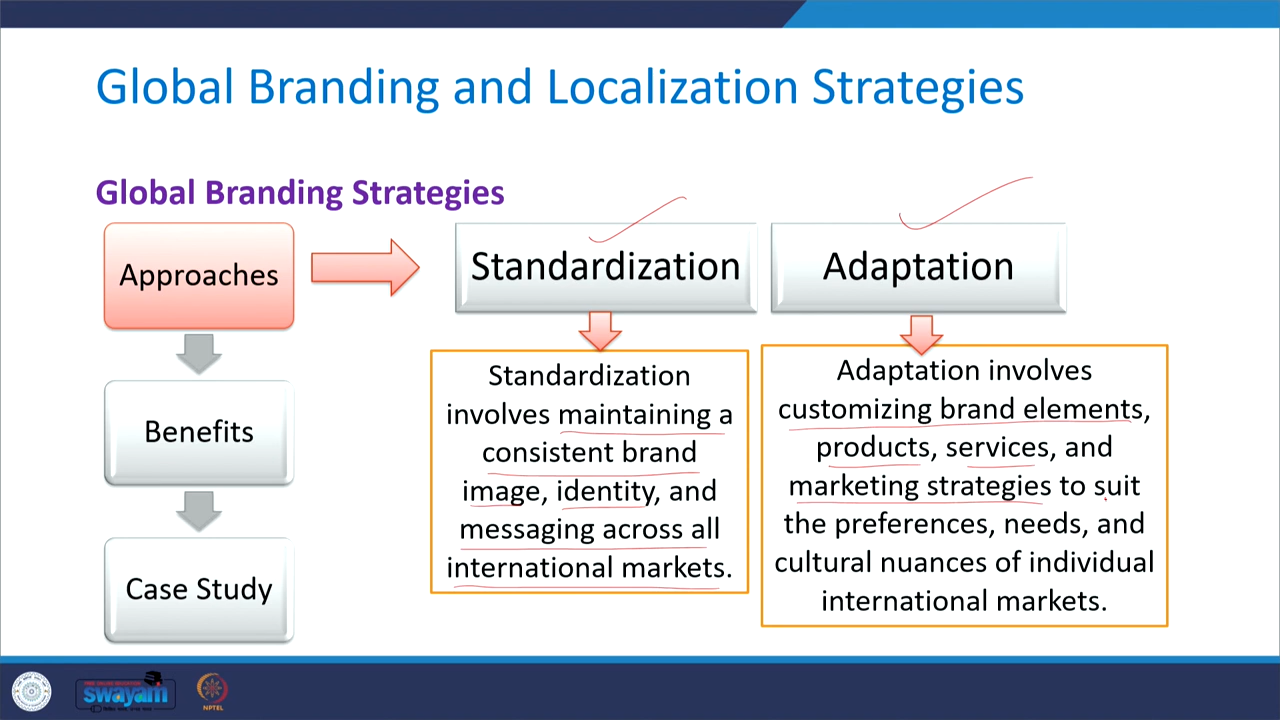 Global Branding and Localization Strategies
Global Branding Strategies
Approaches
Benefits
Case Study
Standardization
Standardization
involves maintaining a
consistent brand
image, identity, and
messaging across all
international markets.
Adaptation
Adaptation involves
customizing brand elements,
products, services, and
marketing strategies to suit
the preferences, needs, and
cultural nuances of individual
international markets.
swayam
NPTEL